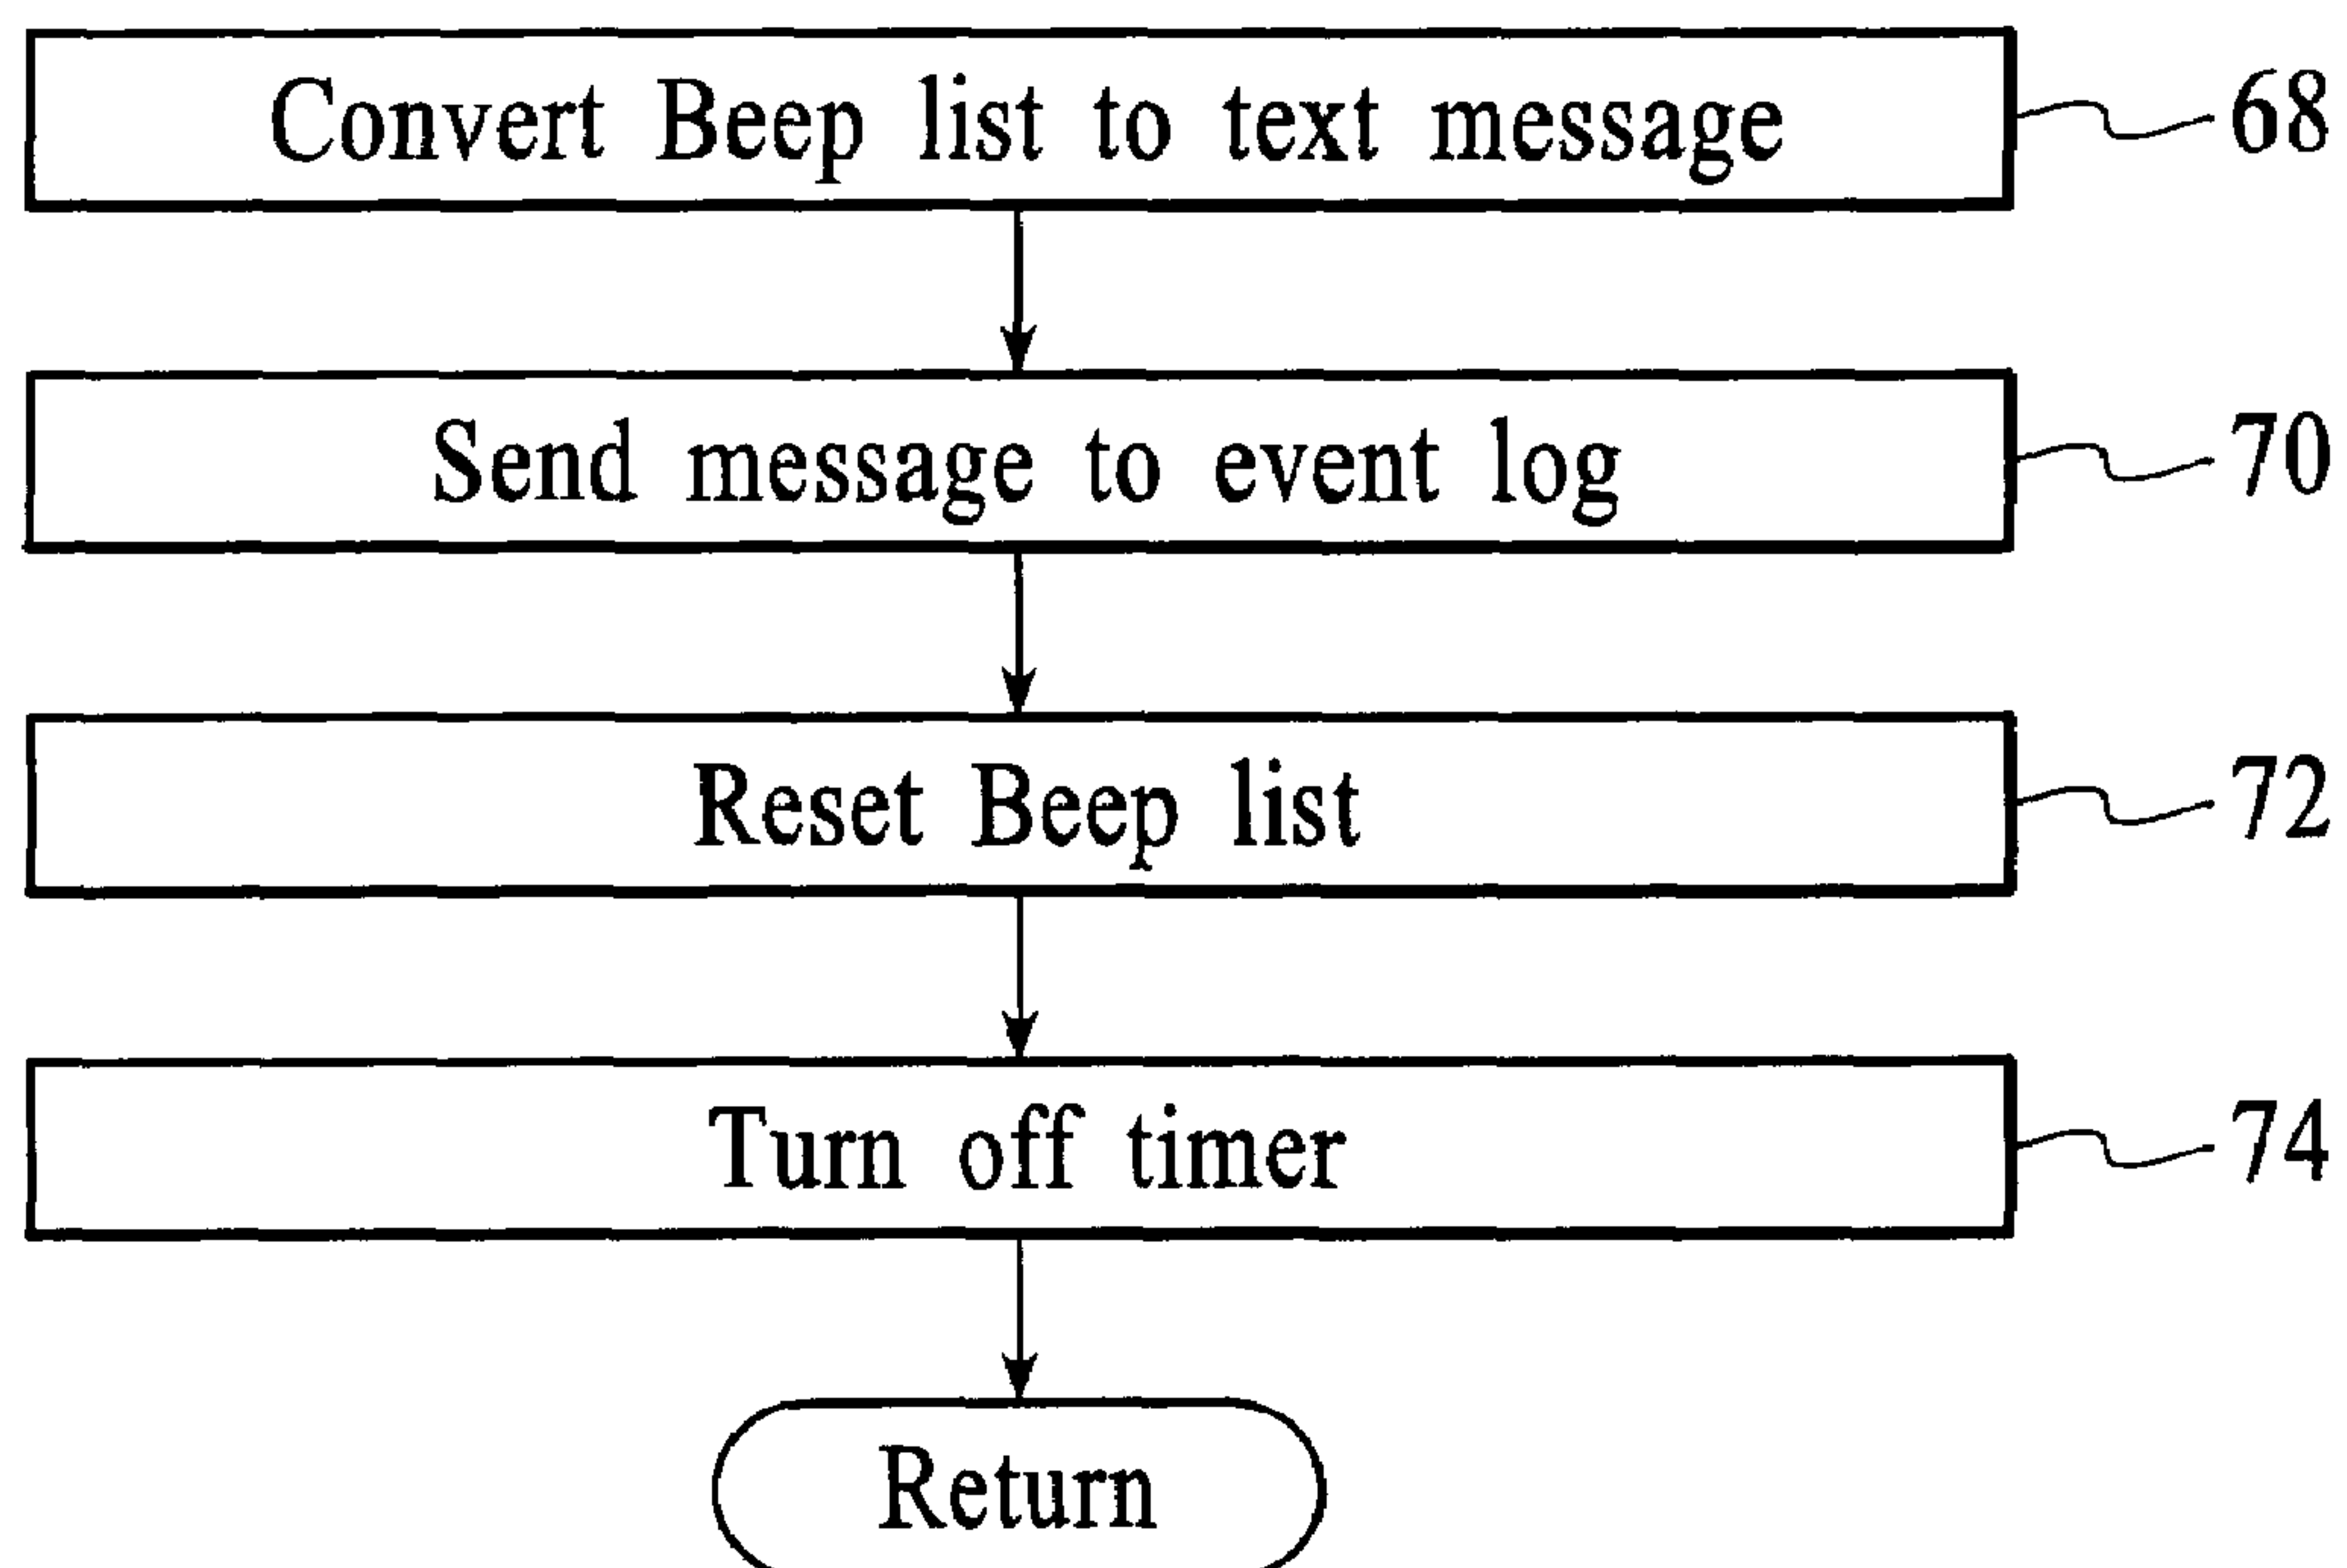 Convert Beep list to text message 68
Send message to event log 70
Reset Beep list 72
Turn off timer 74
Return